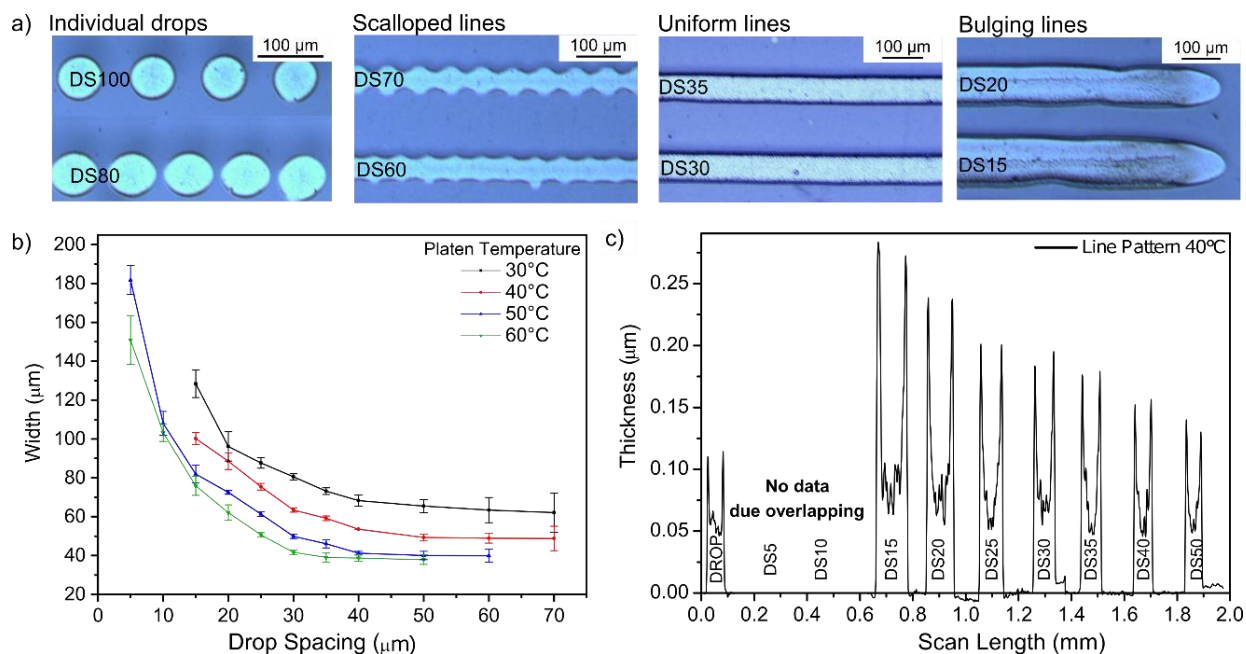 a) Individual drops Scalloped lines Uniform lines Bulging lines
100 µm 100 µm 100 µm 100 µm
DS100 DS70 DS35 DS20
DS80 DS60 DS30 DS15
b)
200
180
160
140
120
100
80
60
40
20
Width (µm)
Platen Temperature
30°C
40°C
50°C
60°C
0 10 20 30 40 50 60 70 80
Drop Spacing (µm)
c)
Line Pattern 40ºC
0.25
0.20
0.15
0.10
0.05
0.00
Thickness (µm)
No data
due overlapping
DROP DS5 DS10 DS15 DS20 DS25 DS30 DS35 DS40 DS50
0.0 0.2 0.4 0.6 0.8 1.0 1.2 1.4 1.6 1.8 2.0
Scan Length (mm)